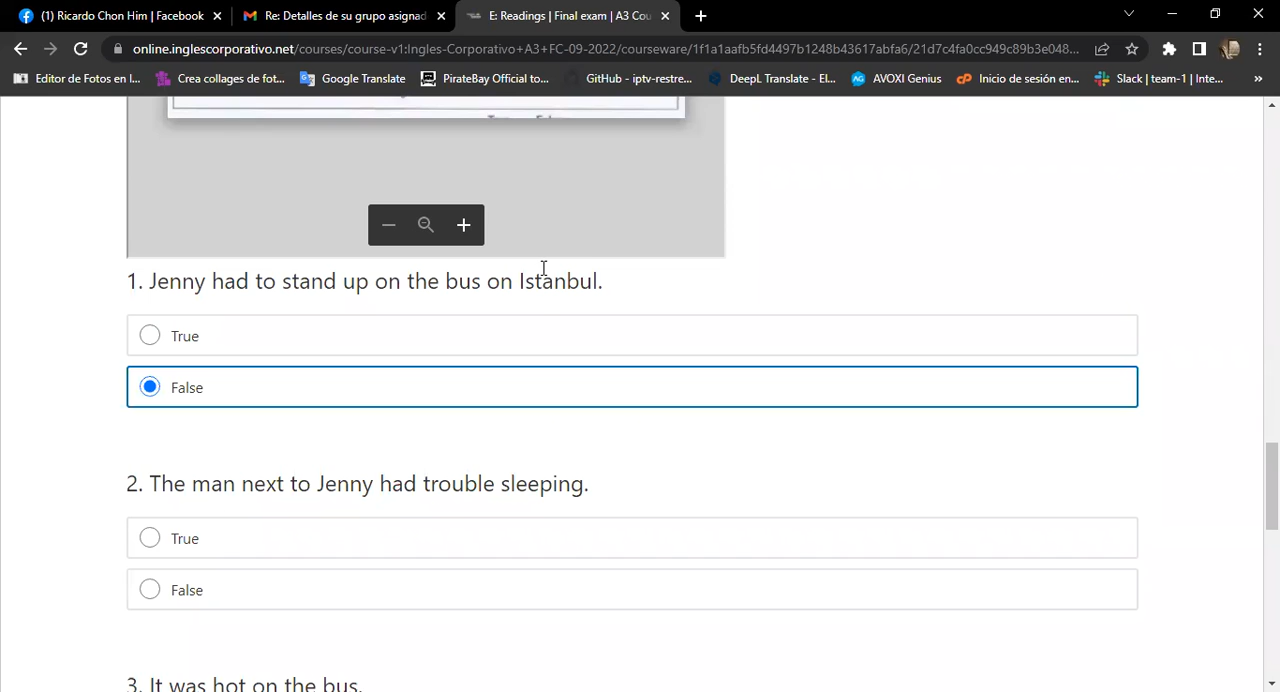 (1) Ricardo Chon Him | Facebook
Re: Detalles de su grupo asignad
E: Readings | Final exam | A3 Cou
online.inglescorporativo.net/courses/course-v1:Ingles-Corporativo+A3+FC-09-2022/courseware/1f1a1aafb5fd4497b1248b43617abfa6/21d7c4fa0cc949c89b3e048...
Editor de Fotos en l...
Crea collages de fot...
Google Translate
PirateBay Official to...
GitHub - iptv-restre...
DeepL Translate - El...
AVOXI Genius
Inicio de sesión en...
Slack | team-1 | Inte...
»
1. Jenny had to stand up on the bus on Istanbul.
True
False
2. The man next to Jenny had trouble sleeping.
True
False
3. It was hot on the bus.